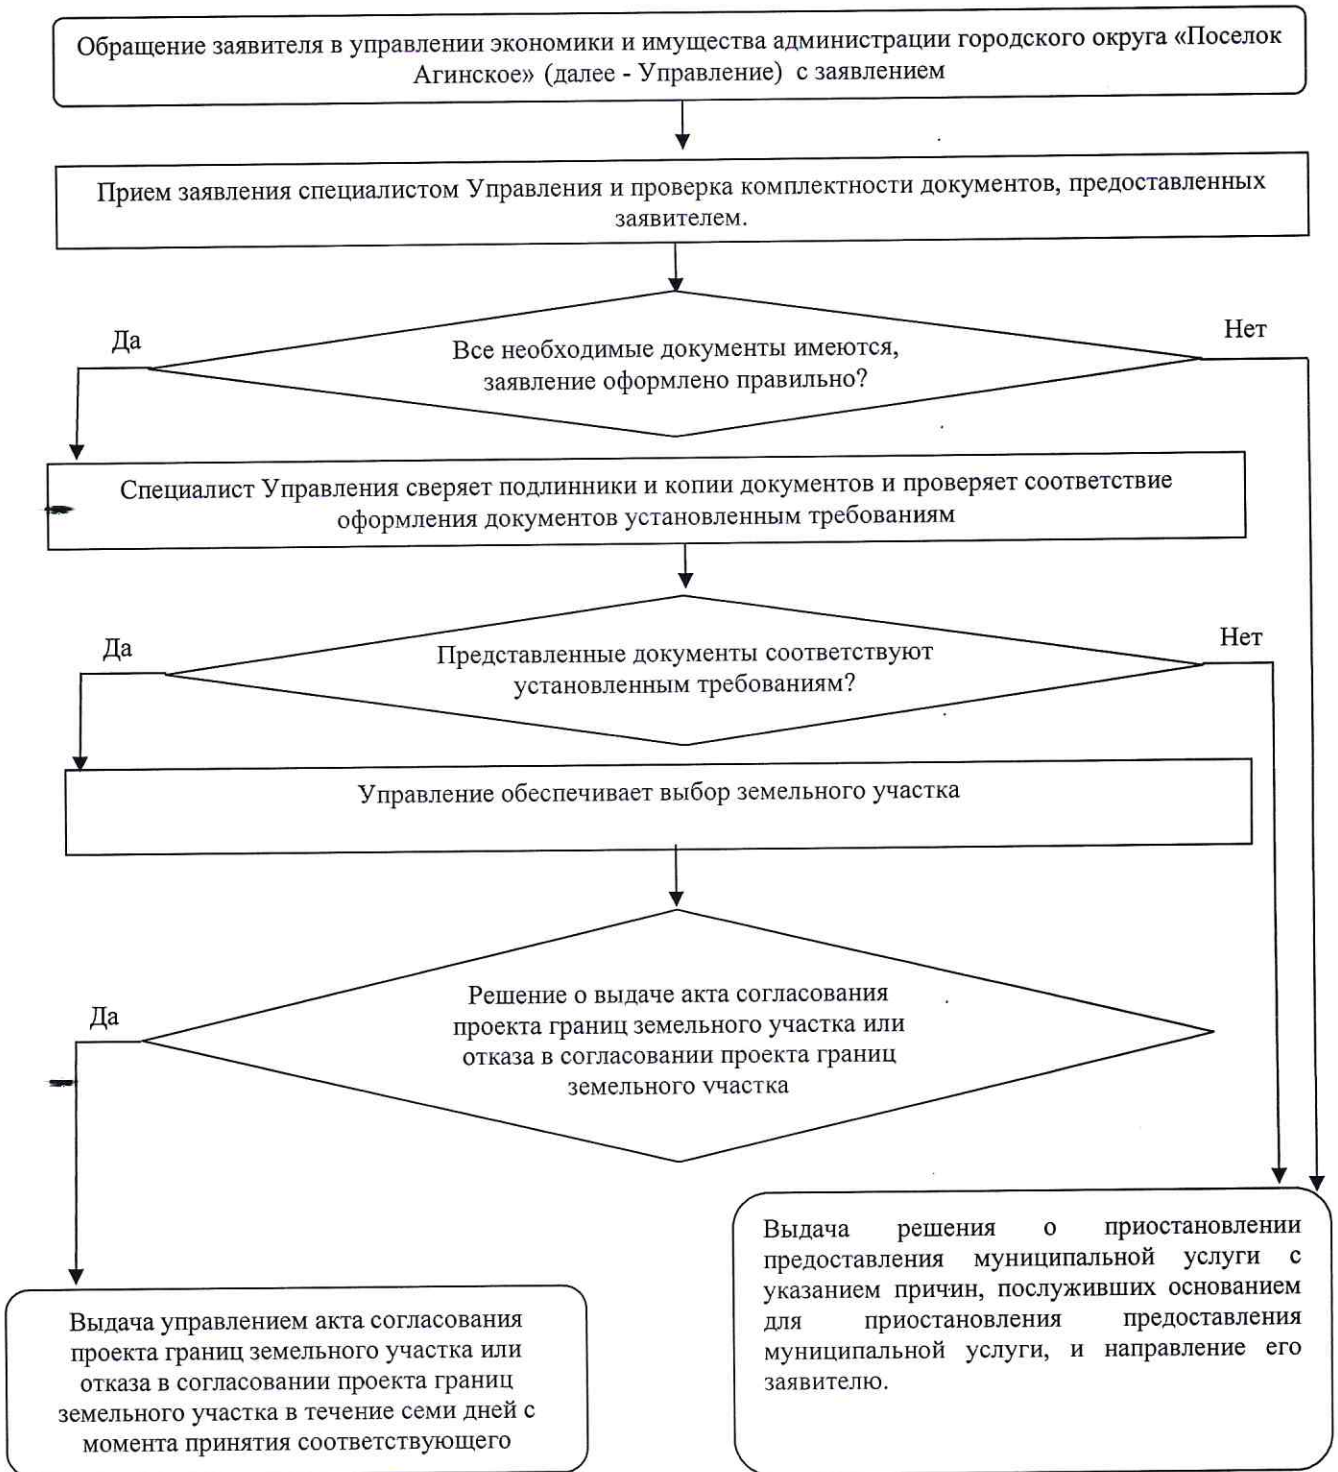 Обращение заявителя в управлении экономики и имущества администрации городского округа «Поселок
Агинское» (далее - Управление) с заявлением
Прием заявления специалистом Управления и проверка комплектности документов, предоставленных
заявителем.
Да
Нет
Все необходимые документы имеются,
заявление оформлено правильно?
Специалист Управления сверяет подлинники и копии документов и проверяет соответствие
оформления документов установленным требованиям
Да
Нет
Представленные документы соответствуют
установленным требованиям?
Управление обеспечивает выбор земельного участка
Да
Решение о выдаче акта согласования
проекта границ земельного участка или
отказа в согласовании проекта границ
земельного участка
Выдача решения о приостановлении
предоставления муниципальной услуги с
указанием причин, послуживших основанием
для приостановления предоставления
муниципальной услуги, и направление его
заявителю.
Выдача управлением акта согласования
проекта границ земельного участка или
отказа в согласовании проекта границ
земельного участка в течение семи дней с
момента принятия соответствующего